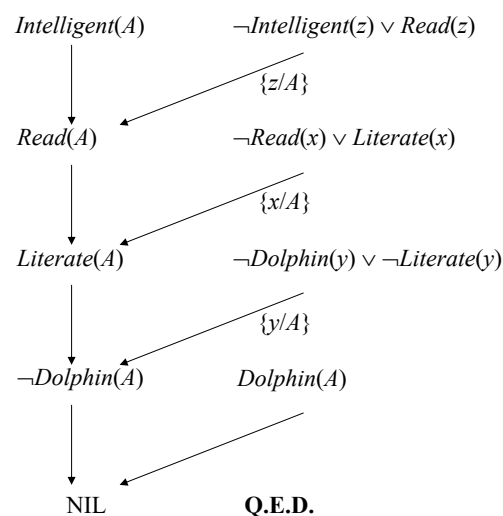 Intelligent(A) ¬Intelligent(z) ∨ Read(z)
{z/A}
Read(A) ¬Read(x) ∨ Literate(x)
{x/A}
Literate(A) ¬Dolphin(y) ∨ ¬Literate(y)
{y/A}
¬Dolphin(A) Dolphin(A)
NIL Q.E.D.